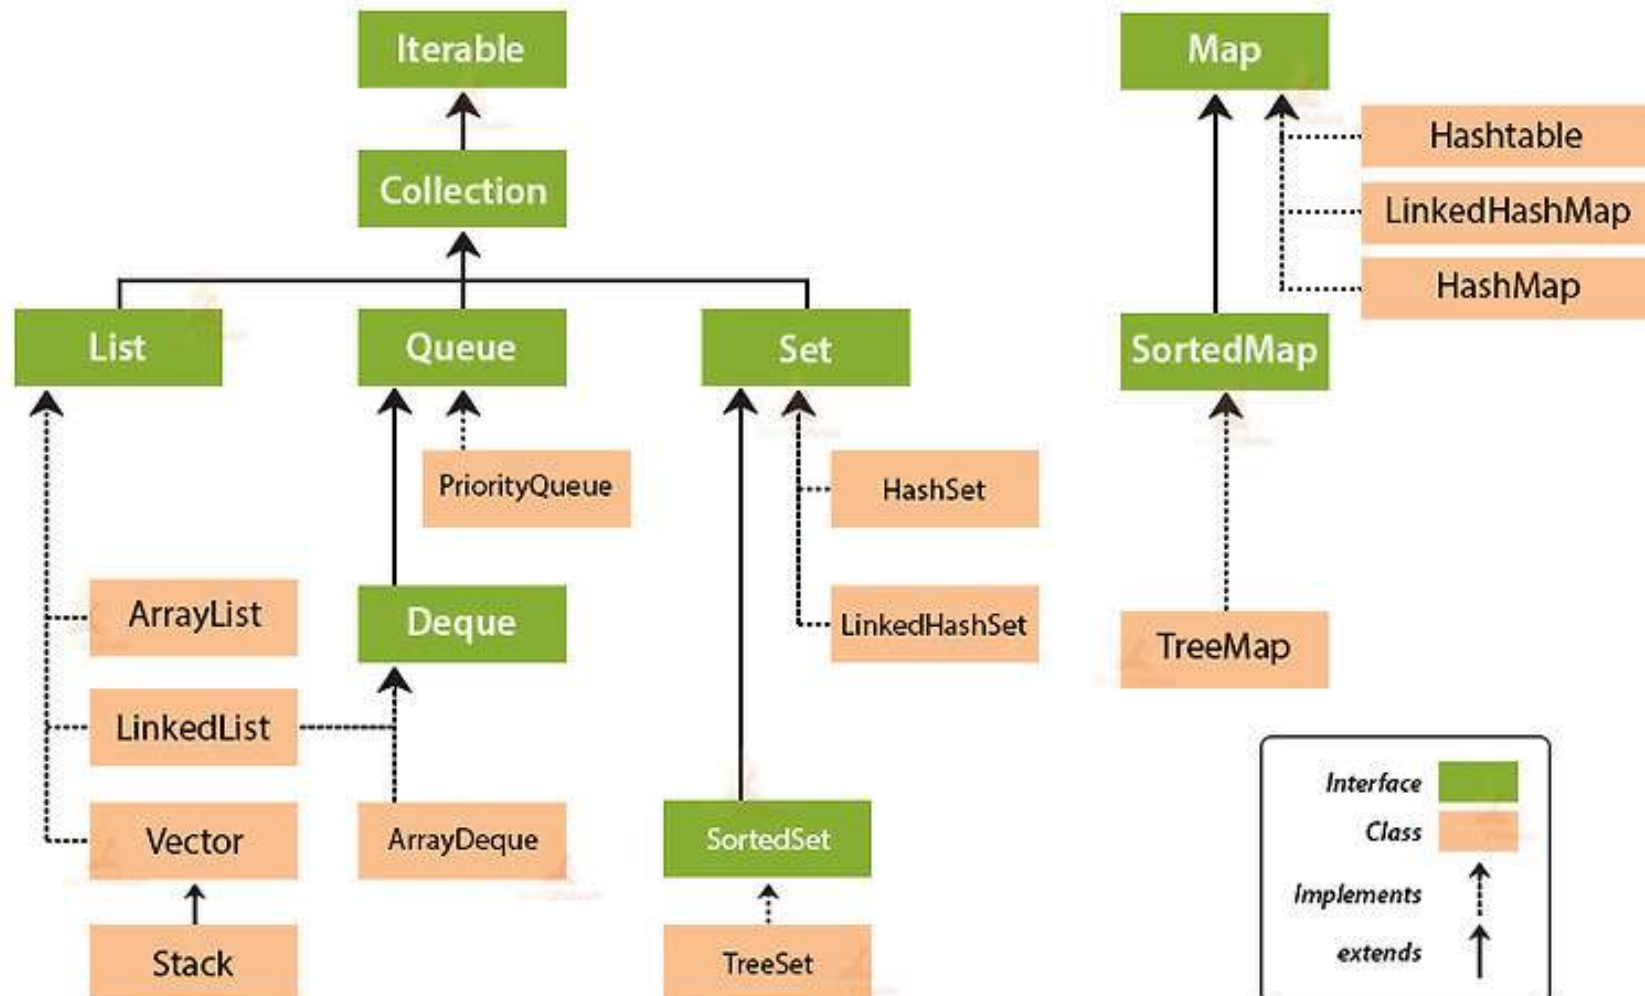 Iterable
Map
Hashtable
Collection
LinkedHashMap
HashMap
List
Queue
Set
SortedMap
PriorityQueue
HashSet
ArrayList
Deque
LinkedHashSet
TreeMap
LinkedList
Vector
ArrayDeque
SortedSet
Stack
TreeSet
Interface
Class
implements
extends